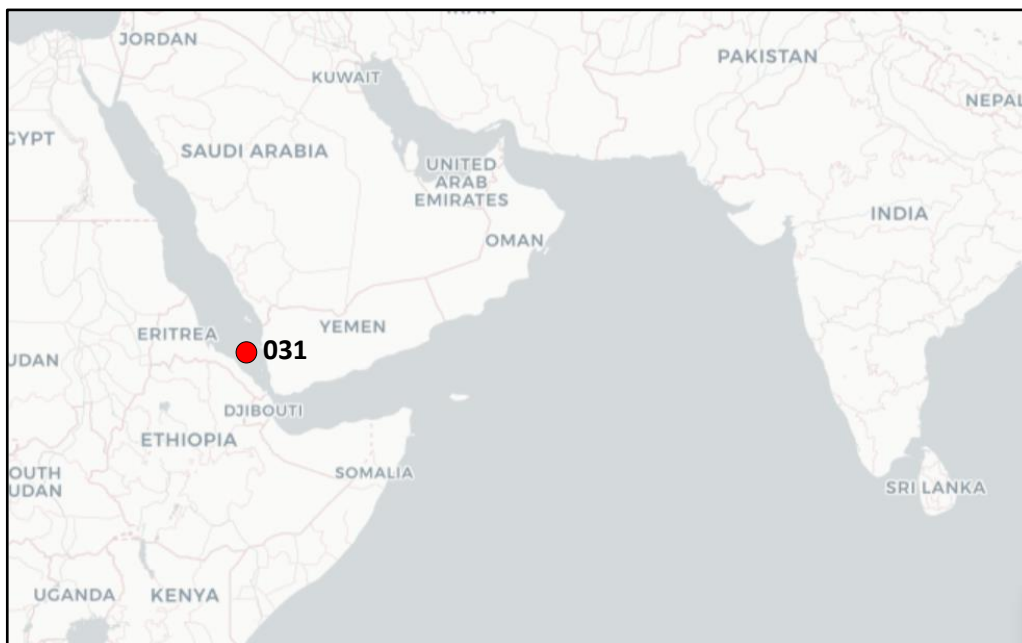 IRAN
JORDAN
PAKISTAN
KUWAIT
NEPAL
GYPT
SAUDI ARABIA
UNITED
ARAB
EMIRATES
INDIA
OMAN
ERITREA
YEMEN
031
UDAN
DJIBOUTI
ETHIOPIA
OUTH
UDAN
SOMALIA
SRI LANKA
UGANDA
KENYA